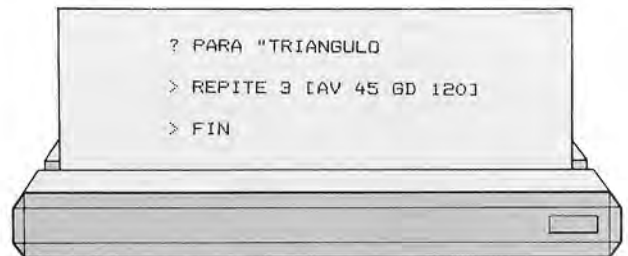 ? PARA "TRIANGULO
> REPITE 3 [AV 45 GD 120]
> FIN